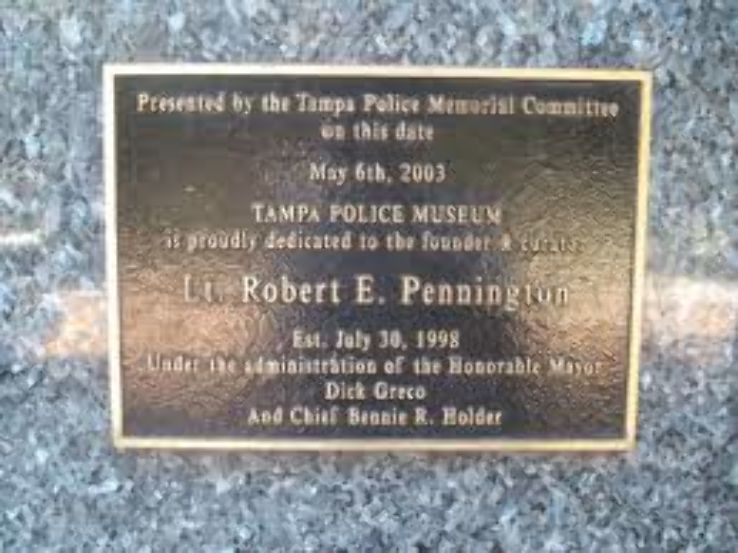 Presented by the Tampa Police Memorial Committee
on this date
May 6th, 2003
TAMPA POLICE MUSEUM
is proudly dedicated to the founder & curator
Lt. Robert E. Pennington
Est. July 30, 1998
Under the administration of the Honorable Mayor
Dick Greco
And Chief Bennie R. Holder